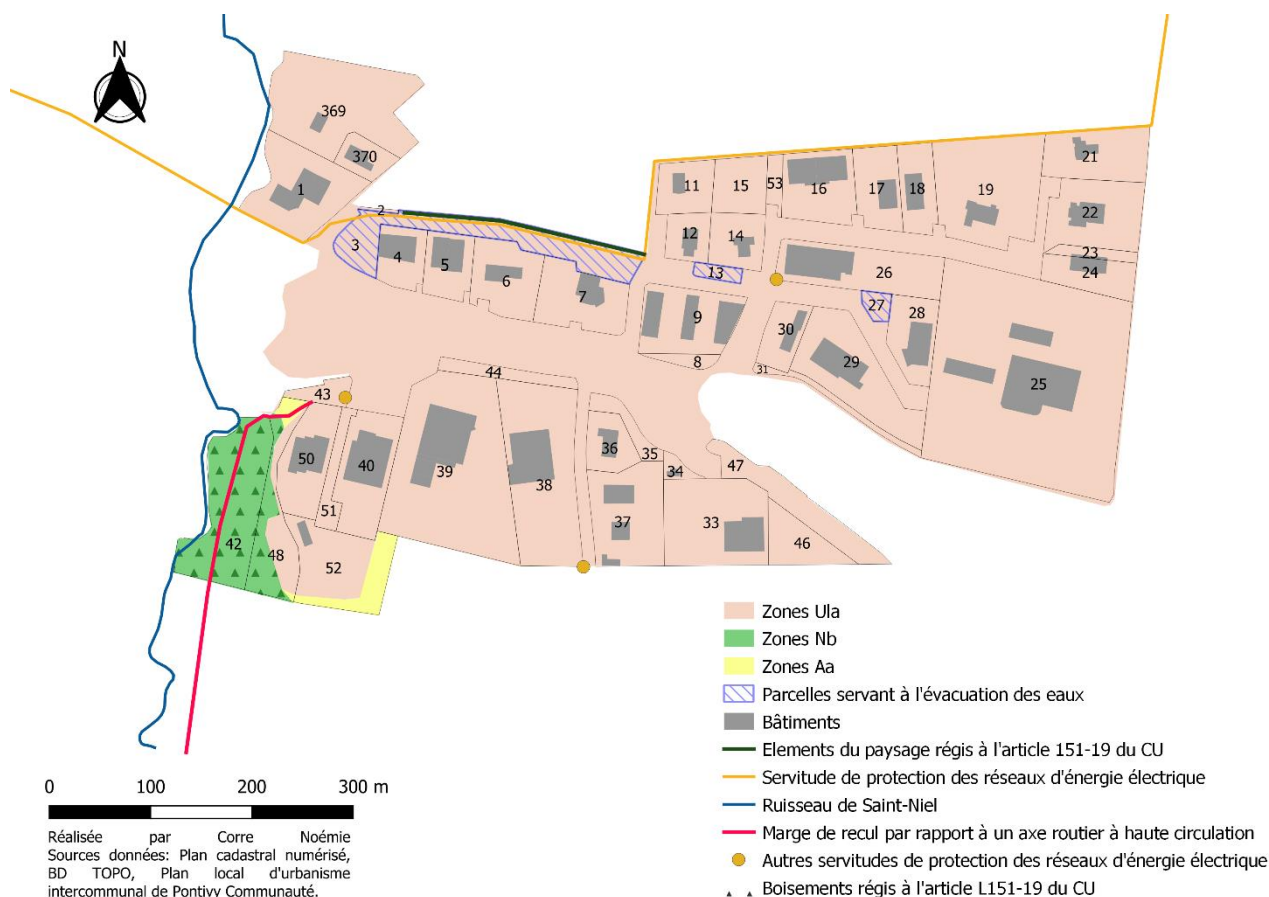 N
369
370
1
2
3
4
5
6
7
11
15
53
16
17
18
19
21
22
23
24
12
14
13
26
27
28
9
8
30
29
31
25
44
43
50
40
39
38
36
35
34
47
51
42
48
52
37
33
46
Zones Ula
Zones Nb
Zones Aa
Parcelles servant à l'évacuation des eaux
Bâtiments
Elements du paysage régis à l'article 151-19 du CU
Servitude de protection des réseaux d'énergie électrique
Ruisseau de Saint-Niel
Marge de recul par rapport à un axe routier à haute circulation
Autres servitudes de protection des réseaux d'énergie électrique
Boisements régis à l'article L151-19 du CU
0 100 200 300 m
Réalisée par Corre Noémie
Sources données: Plan cadastral numérisé,
BD TOPO, Plan local d'urbanisme
intercommunal de Pontivy Communauté.